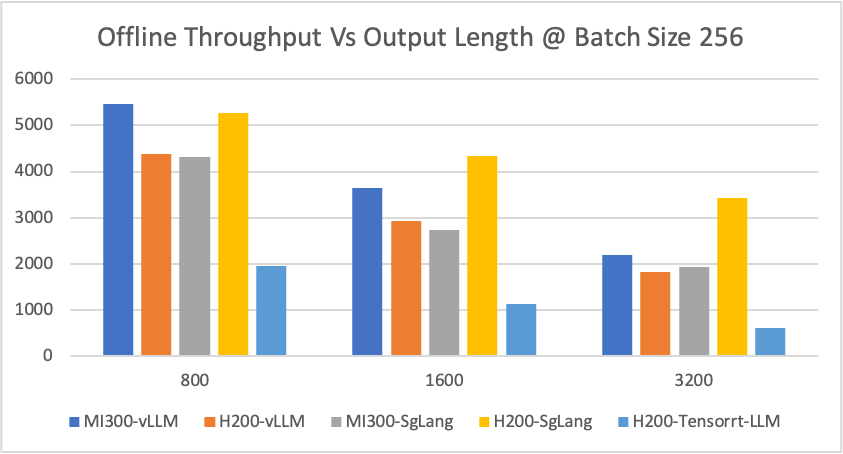 Offline Throughput Vs Output Length @ Batch Size 256
6000
5000
4000
3000
2000
1000
0
800 1600 3200
MI300-vLLM H200-vLLM MI300-SgLang H200-SgLang H200-Tensorrt-LLM